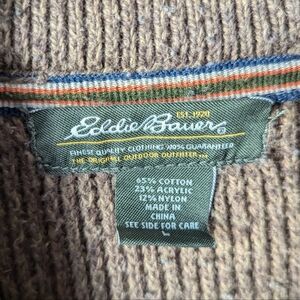 EST. 1920
Eddie Bauer®
FINEST QUALITY CLOTHING 100% GUARANTEED
THE ORIGINAL OUTDOOR OUTFITTER
65% COTTON
23% ACRYLIC
12% NYLON
MADE IN
CHINA
SEE SIDE FOR CARE
L